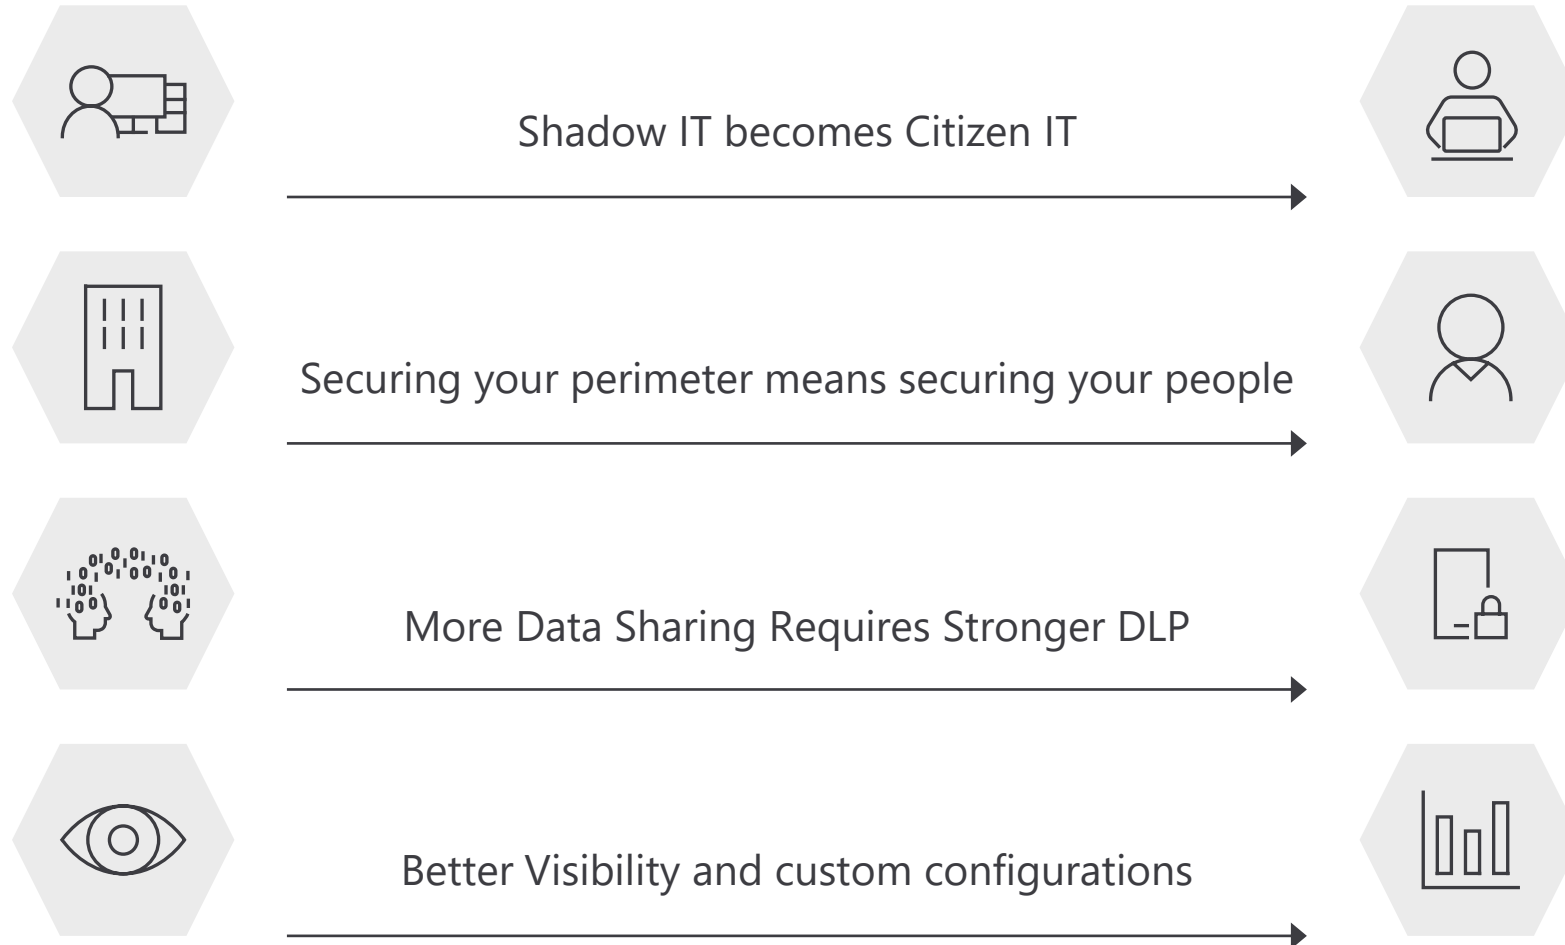 Shadow IT becomes Citizen IT
Securing your perimeter means securing your people
More Data Sharing Requires Stronger DLP
Better Visibility and custom configurations